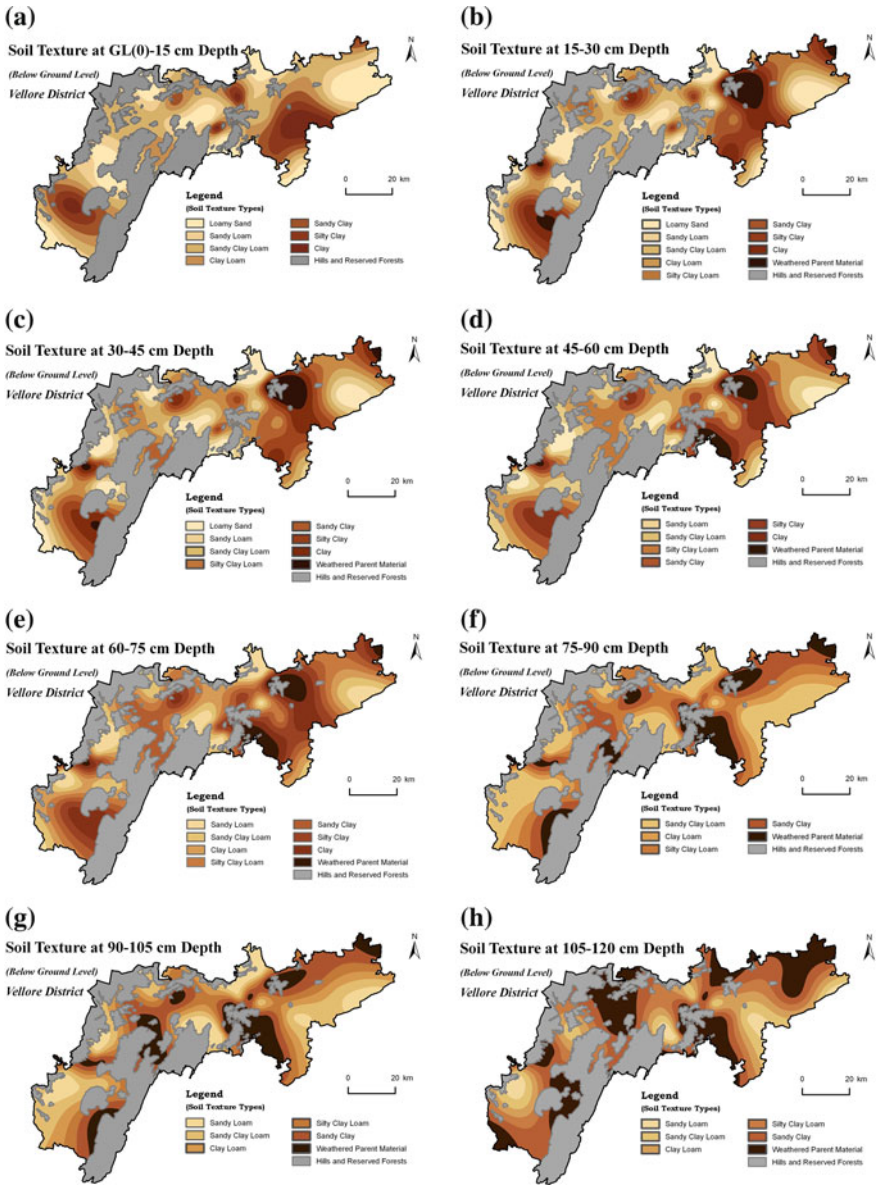 (a)
Soil Texture at GL(0)-15 cm Depth
(Below Ground Level)
Vellore District
N
0 20 km
Legend
(Soil Texture Types)
Loamy Sand
Sandy Loam
Sandy Clay Loam
Clay Loam
Sandy Clay
Silty Clay
Clay
Hills and Reserved Forests
(b)
Soil Texture at 15-30 cm Depth
(Below Ground Level)
Vellore District
N
0 20 km
Legend
(Soil Texture Types)
Loamy Sand
Sandy Loam
Sandy Clay Loam
Clay Loam
Silty Clay Loam
Sandy Clay
Silty Clay
Clay
Weathered Parent Material
Hills and Reserved Forests
(c)
Soil Texture at 30-45 cm Depth
(Below Ground Level)
Vellore District
N
0 20 km
Legend
(Soil Texture Types)
Loamy Sand
Sandy Loam
Sandy Clay Loam
Silty Clay Loam
Sandy Clay
Silty Clay
Clay
Weathered Parent Material
Hills and Reserved Forests
(d)
Soil Texture at 45-60 cm Depth
(Below Ground Level)
Vellore District
N
0 20 km
Legend
(Soil Texture Types)
Sandy Loam
Sandy Clay Loam
Silty Clay Loam
Sandy Clay
Silty Clay
Clay
Weathered Parent Material
Hills and Reserved Forests
(e)
Soil Texture at 60-75 cm Depth
(Below Ground Level)
Vellore District
N
0 20 km
Legend
(Soil Texture Types)
Sandy Loam
Sandy Clay Loam
Clay Loam
Silty Clay Loam
Sandy Clay
Silty Clay
Clay
Weathered Parent Material
Hills and Reserved Forests
(f)
Soil Texture at 75-90 cm Depth
(Below Ground Level)
Vellore District
N
0 20 km
Legend
(Soil Texture Types)
Sandy Clay Loam
Clay Loam
Silty Clay Loam
Sandy Clay
Weathered Parent Material
Hills and Reserved Forests
(g)
Soil Texture at 90-105 cm Depth
(Below Ground Level)
Vellore District
N
0 20 km
Legend
(Soil Texture Types)
Sandy Loam
Sandy Clay Loam
Clay Loam
Silty Clay Loam
Sandy Clay
Weathered Parent Material
Hills and Reserved Forests
(h)
Soil Texture at 105-120 cm Depth
(Below Ground Level)
Vellore District
N
0 20 km
Legend
(Soil Texture Types)
Sandy Loam
Sandy Clay Loam
Clay Loam
Silty Clay Loam
Sandy Clay
Weathered Parent Material
Hills and Reserved Forests